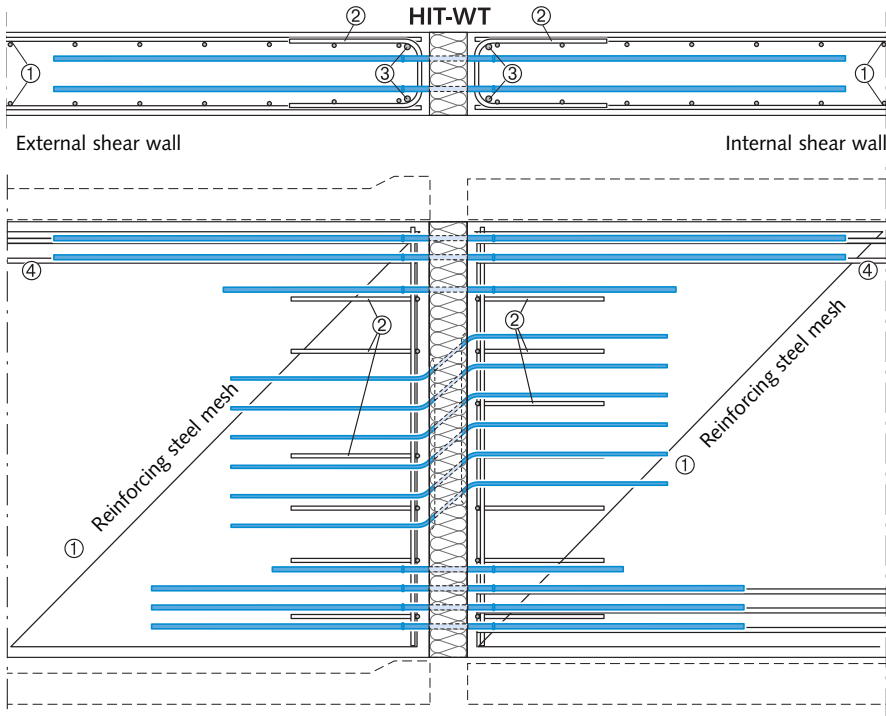 HIT-WT
② ②
① ③ ③ ①
External shear wall
Internal shear wall
④ ④
② ②
Reinforcing steel mesh
Reinforcing steel mesh
①
①